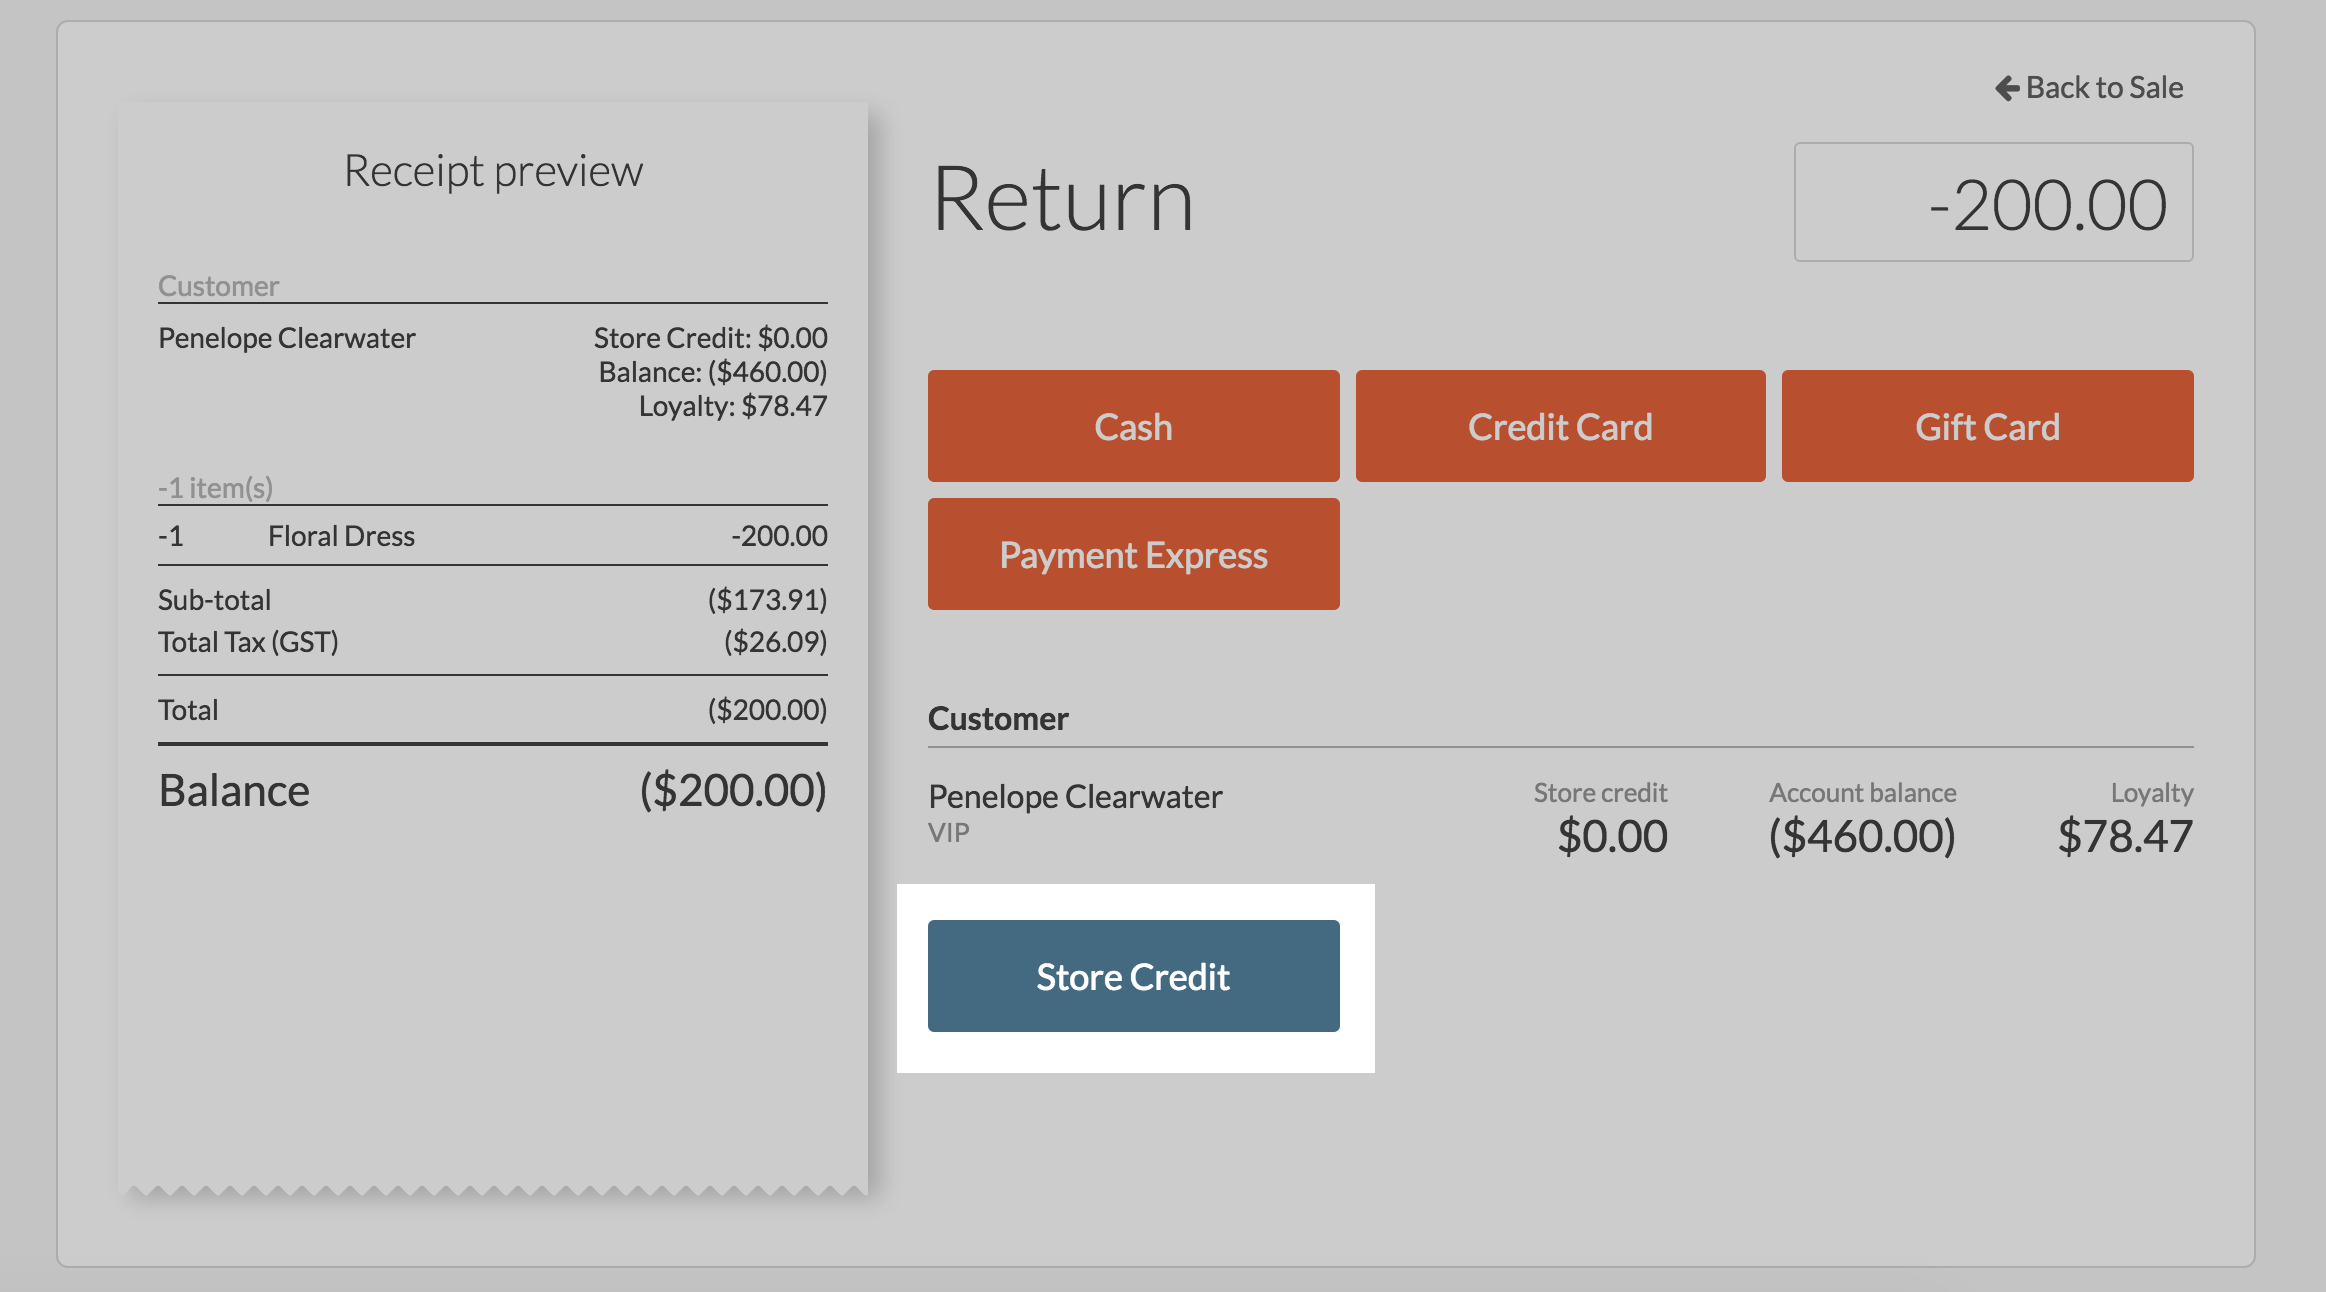 Back to Sale
Receipt preview
Return
-200.00
Customer
Penelope Clearwater Store Credit: $0.00
Balance: ($460.00)
Loyalty: $78.47
-1 item(s)
-1 Floral Dress -200.00
Sub-total ($173.91)
Total Tax (GST) ($26.09)
Total ($200.00)
Balance ($200.00)
Cash Credit Card Gift Card
Payment Express
Customer
Penelope Clearwater Store credit Account balance Loyalty
VIP $0.00 ($460.00) $78.47
Store Credit